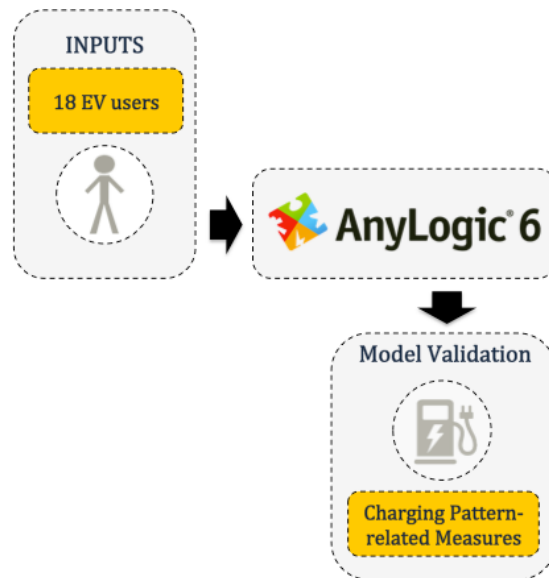 INPUTS
18 EV users
AnyLogic® 6
Model Validation
Charging Pattern-
related Measures